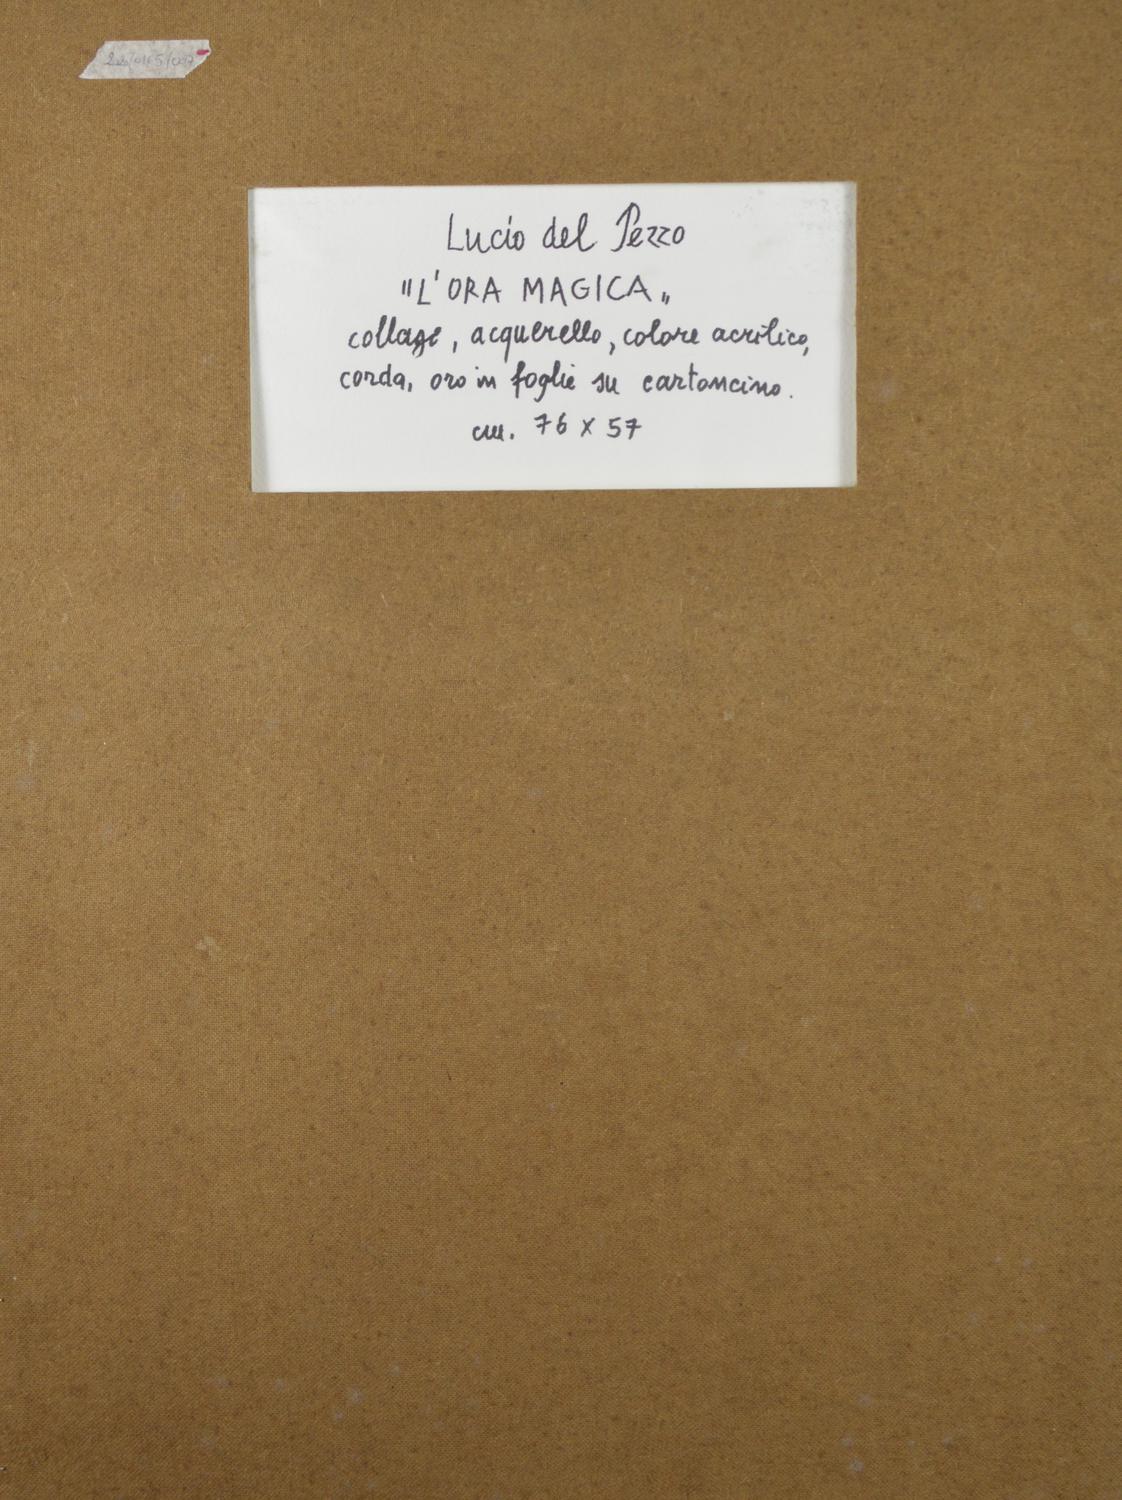 Lucio del Pezzo
"L'ORA MAGICA"
collage, acquerello, colore acrilico,
corda, oro in foglie su cartoncino.
cm. 76 x 57